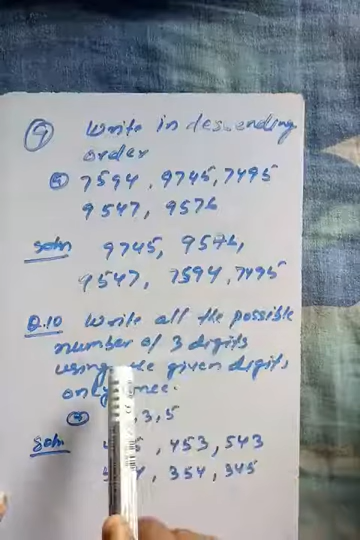 9 Write in descending
order
a 7594, 9745, 7495
9547, 9576
Soln 9745, 9576,
9547, 7594, 7495
Q.10 Write all the possible
number of 3 digits
using given digits
only once.
a ,3,5
Soln , 453, 543
, 354, 345